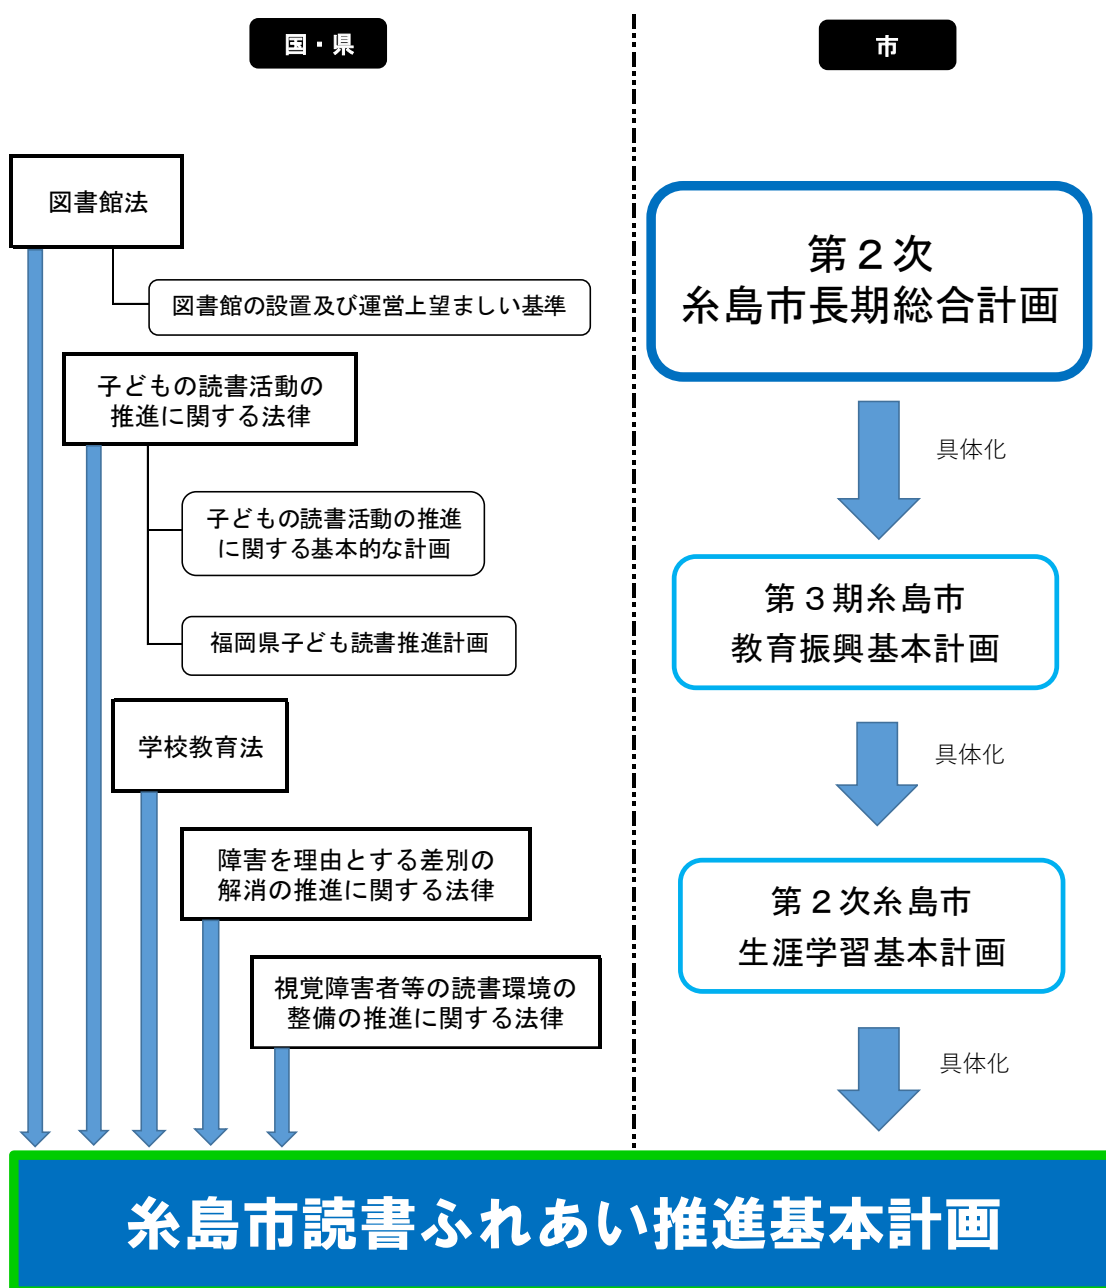 国・県
図書館法
図書館の設置及び運営上望ましい基準
子どもの読書活動の
推進に関する法律
子どもの読書活動の推進
に関する基本的な計画
福岡県子ども読書推進計画
学校教育法
障害を理由とする差別の
解消の推進に関する法律
視覚障害者等の読書環境の
整備の推進に関する法律
市
第２次
糸島市長期総合計画
具体化
第３期糸島市
教育振興基本計画
具体化
第２次糸島市
生涯学習基本計画
具体化
糸島市読書ふれあい推進基本計画